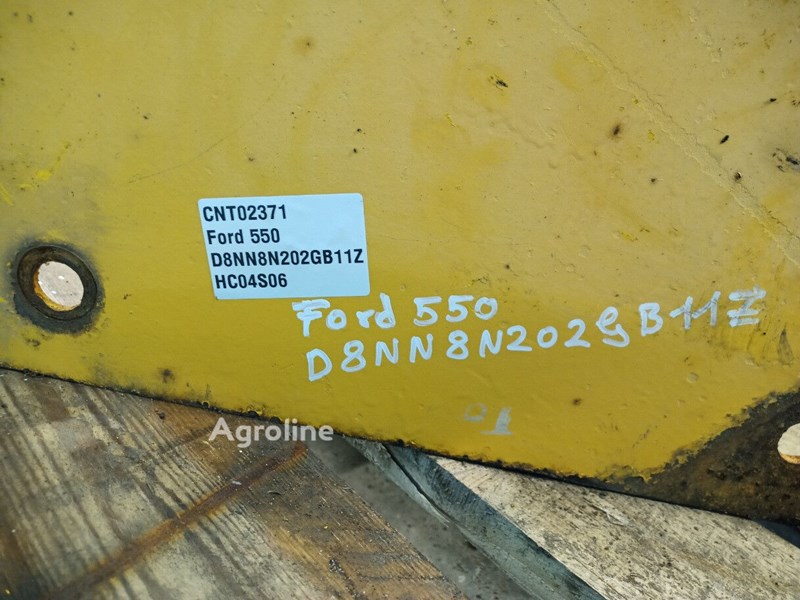 CNT02371
Ford 550
D8NN8N202GB11Z
HC04S06
Ford 550
D8NN8N202GB11Z
Agroline